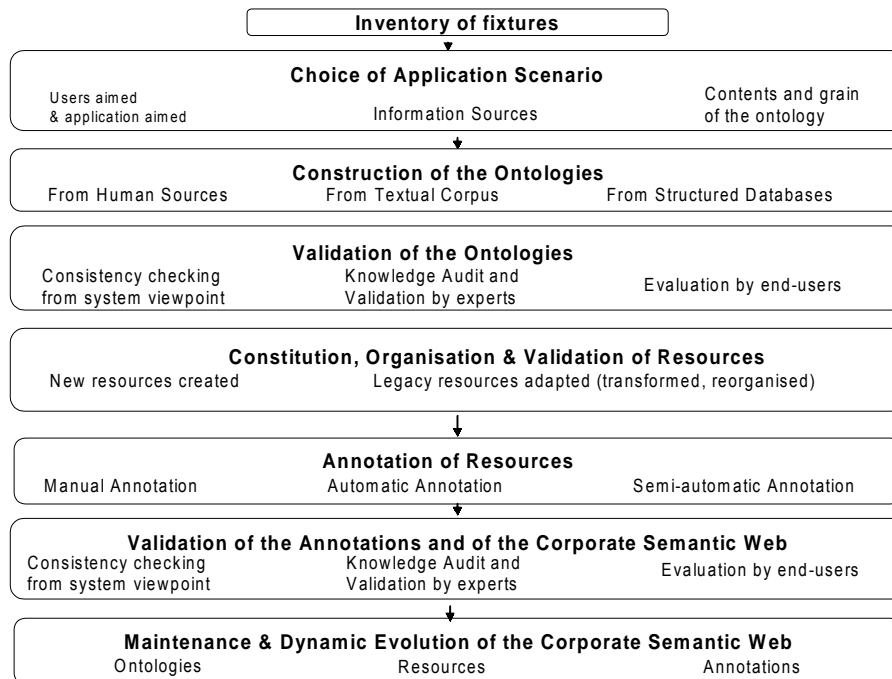 Inventory of fixtures
Choice of Application Scenario
Users aimed
& application aimed
Information Sources
Contents and grain
of the ontology
Construction of the Ontologies
From Human Sources
From Textual Corpus
From Structured Databases
Validation of the Ontologies
Consistency checking
from system viewpoint
Knowledge Audit and
Validation by experts
Evaluation by end-users
Constitution, Organisation & Validation of Resources
New resources created
Legacy resources adapted (transformed, reorganised)
Annotation of Resources
Manual Annotation
Automatic Annotation
Semi-automatic Annotation
Validation of the Annotations and of the Corporate Semantic Web
Consistency checking
from system viewpoint
Knowledge Audit and
Validation by experts
Evaluation by end-users
Maintenance & Dynamic Evolution of the Corporate Semantic Web
Ontologies
Resources
Annotations